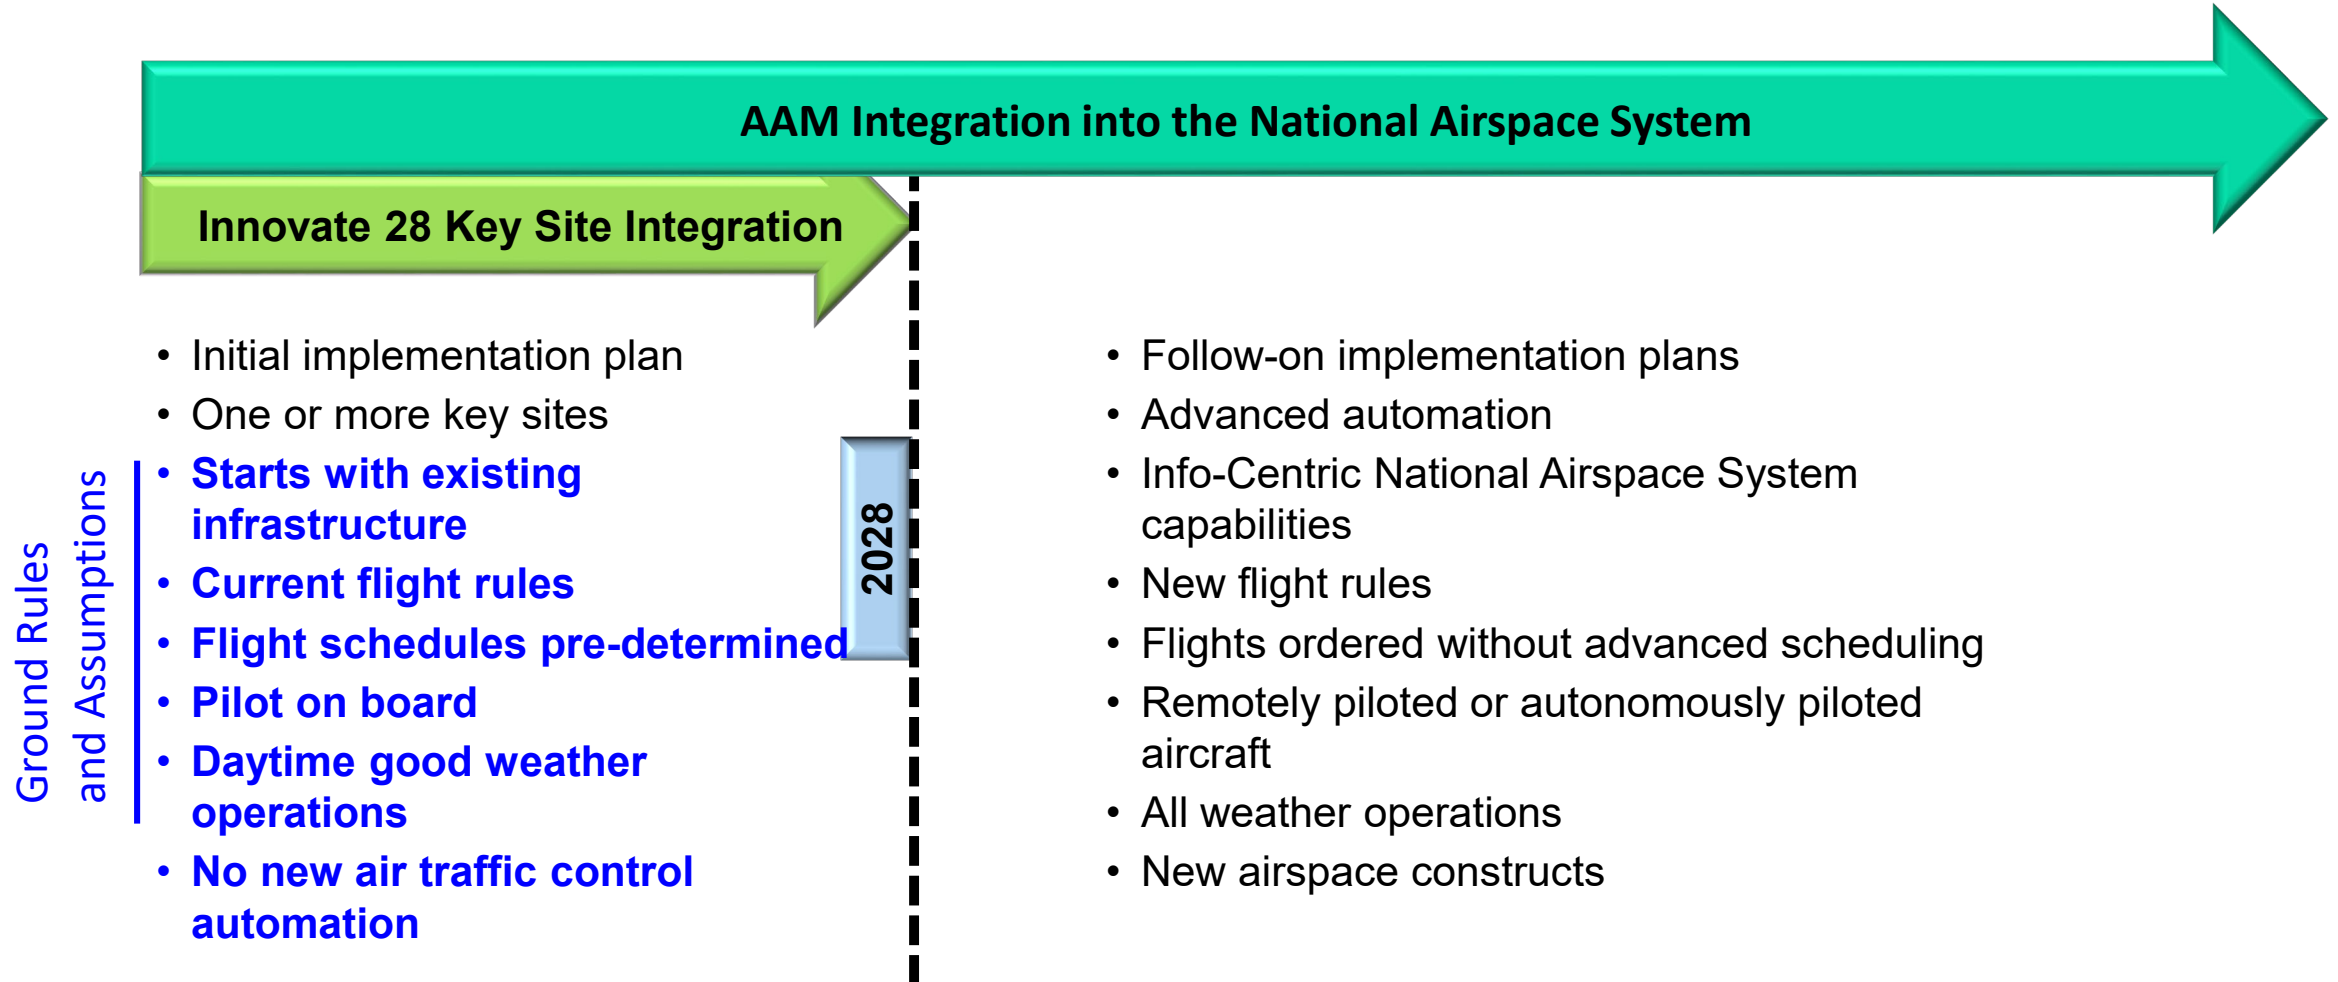 AAM Integration into the National Airspace System
Innovate 28 Key Site Integration
• Initial implementation plan
• One or more key sites
Ground Rules
and Assumptions
• Starts with existing
infrastructure
• Current flight rules
• Flight schedules pre-determined
• Pilot on board
• Daytime good weather
operations
• No new air traffic control
automation
2028
• Follow-on implementation plans
• Advanced automation
• Info-Centric National Airspace System
capabilities
• New flight rules
• Flights ordered without advanced scheduling
• Remotely piloted or autonomously piloted
aircraft
• All weather operations
• New airspace constructs